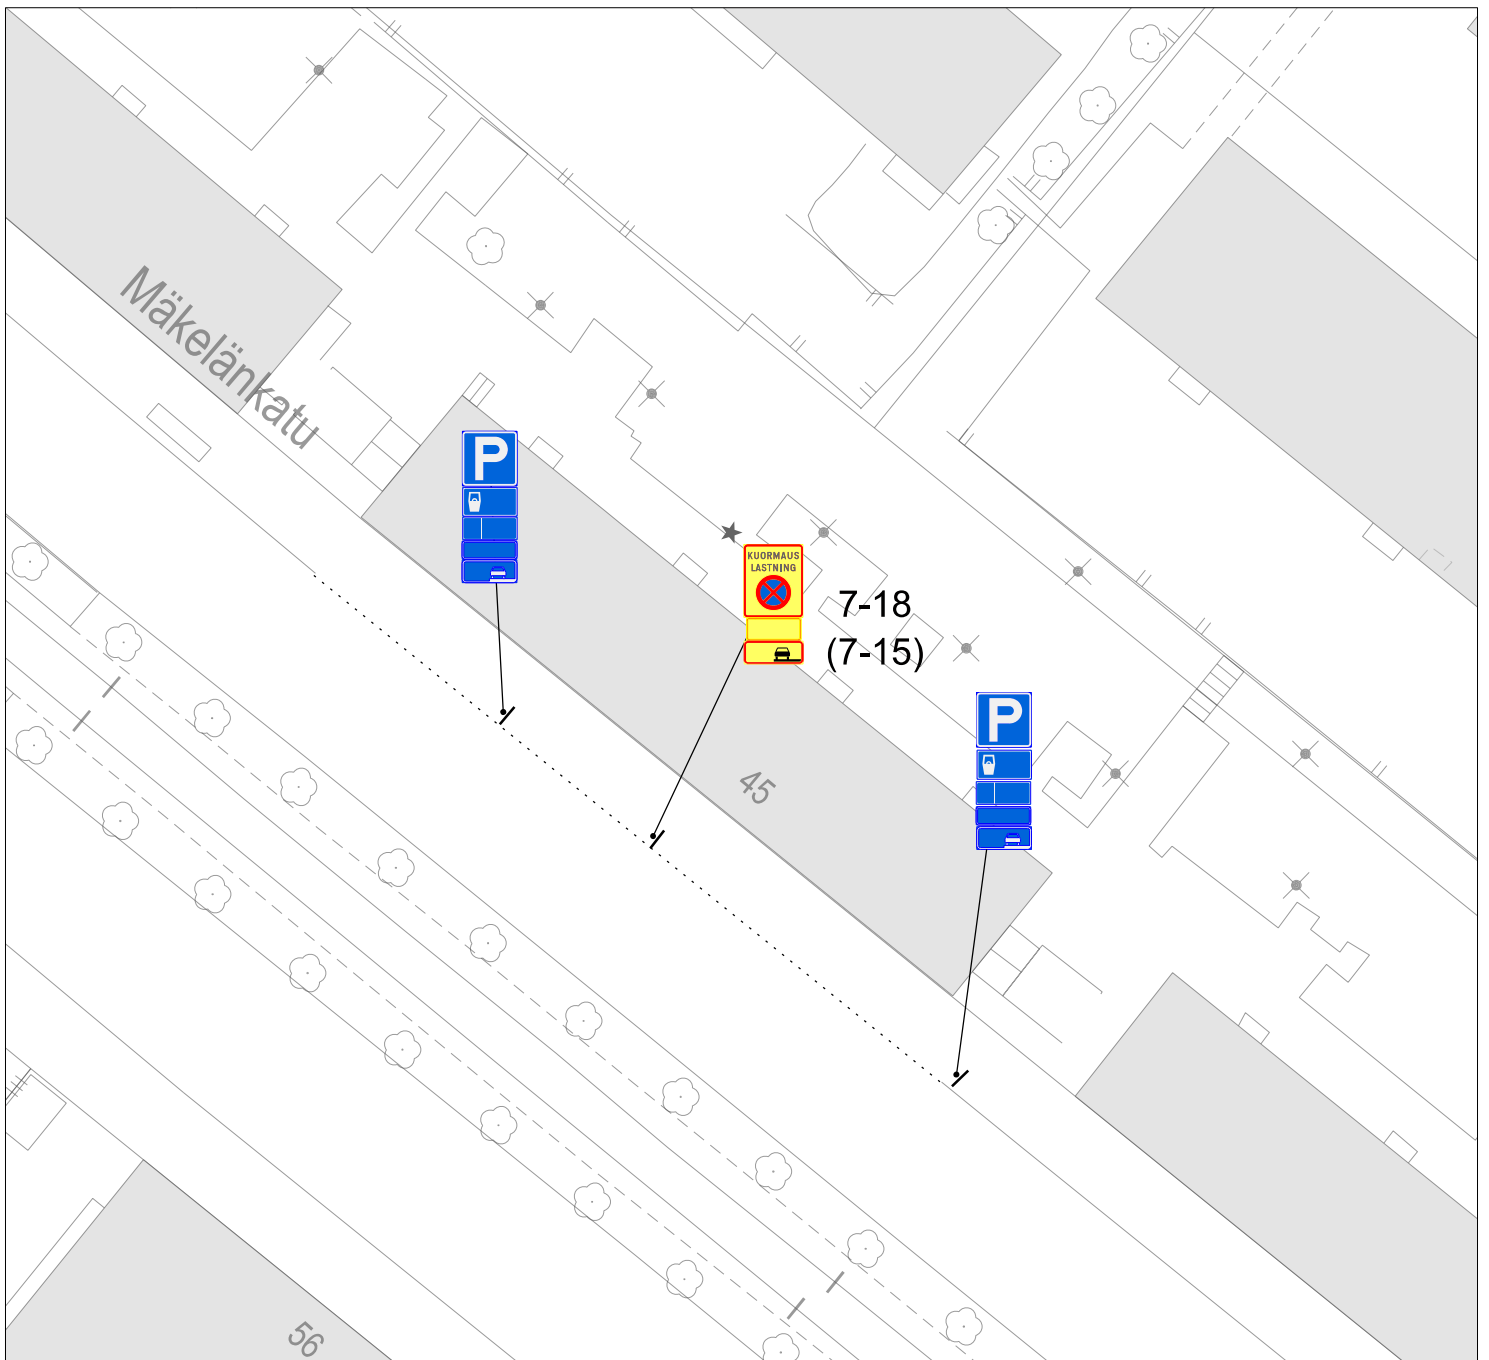 Mäkelänkatu
P
KUORMAUS
LASTNING
7-18
(7-15)
P
45
56